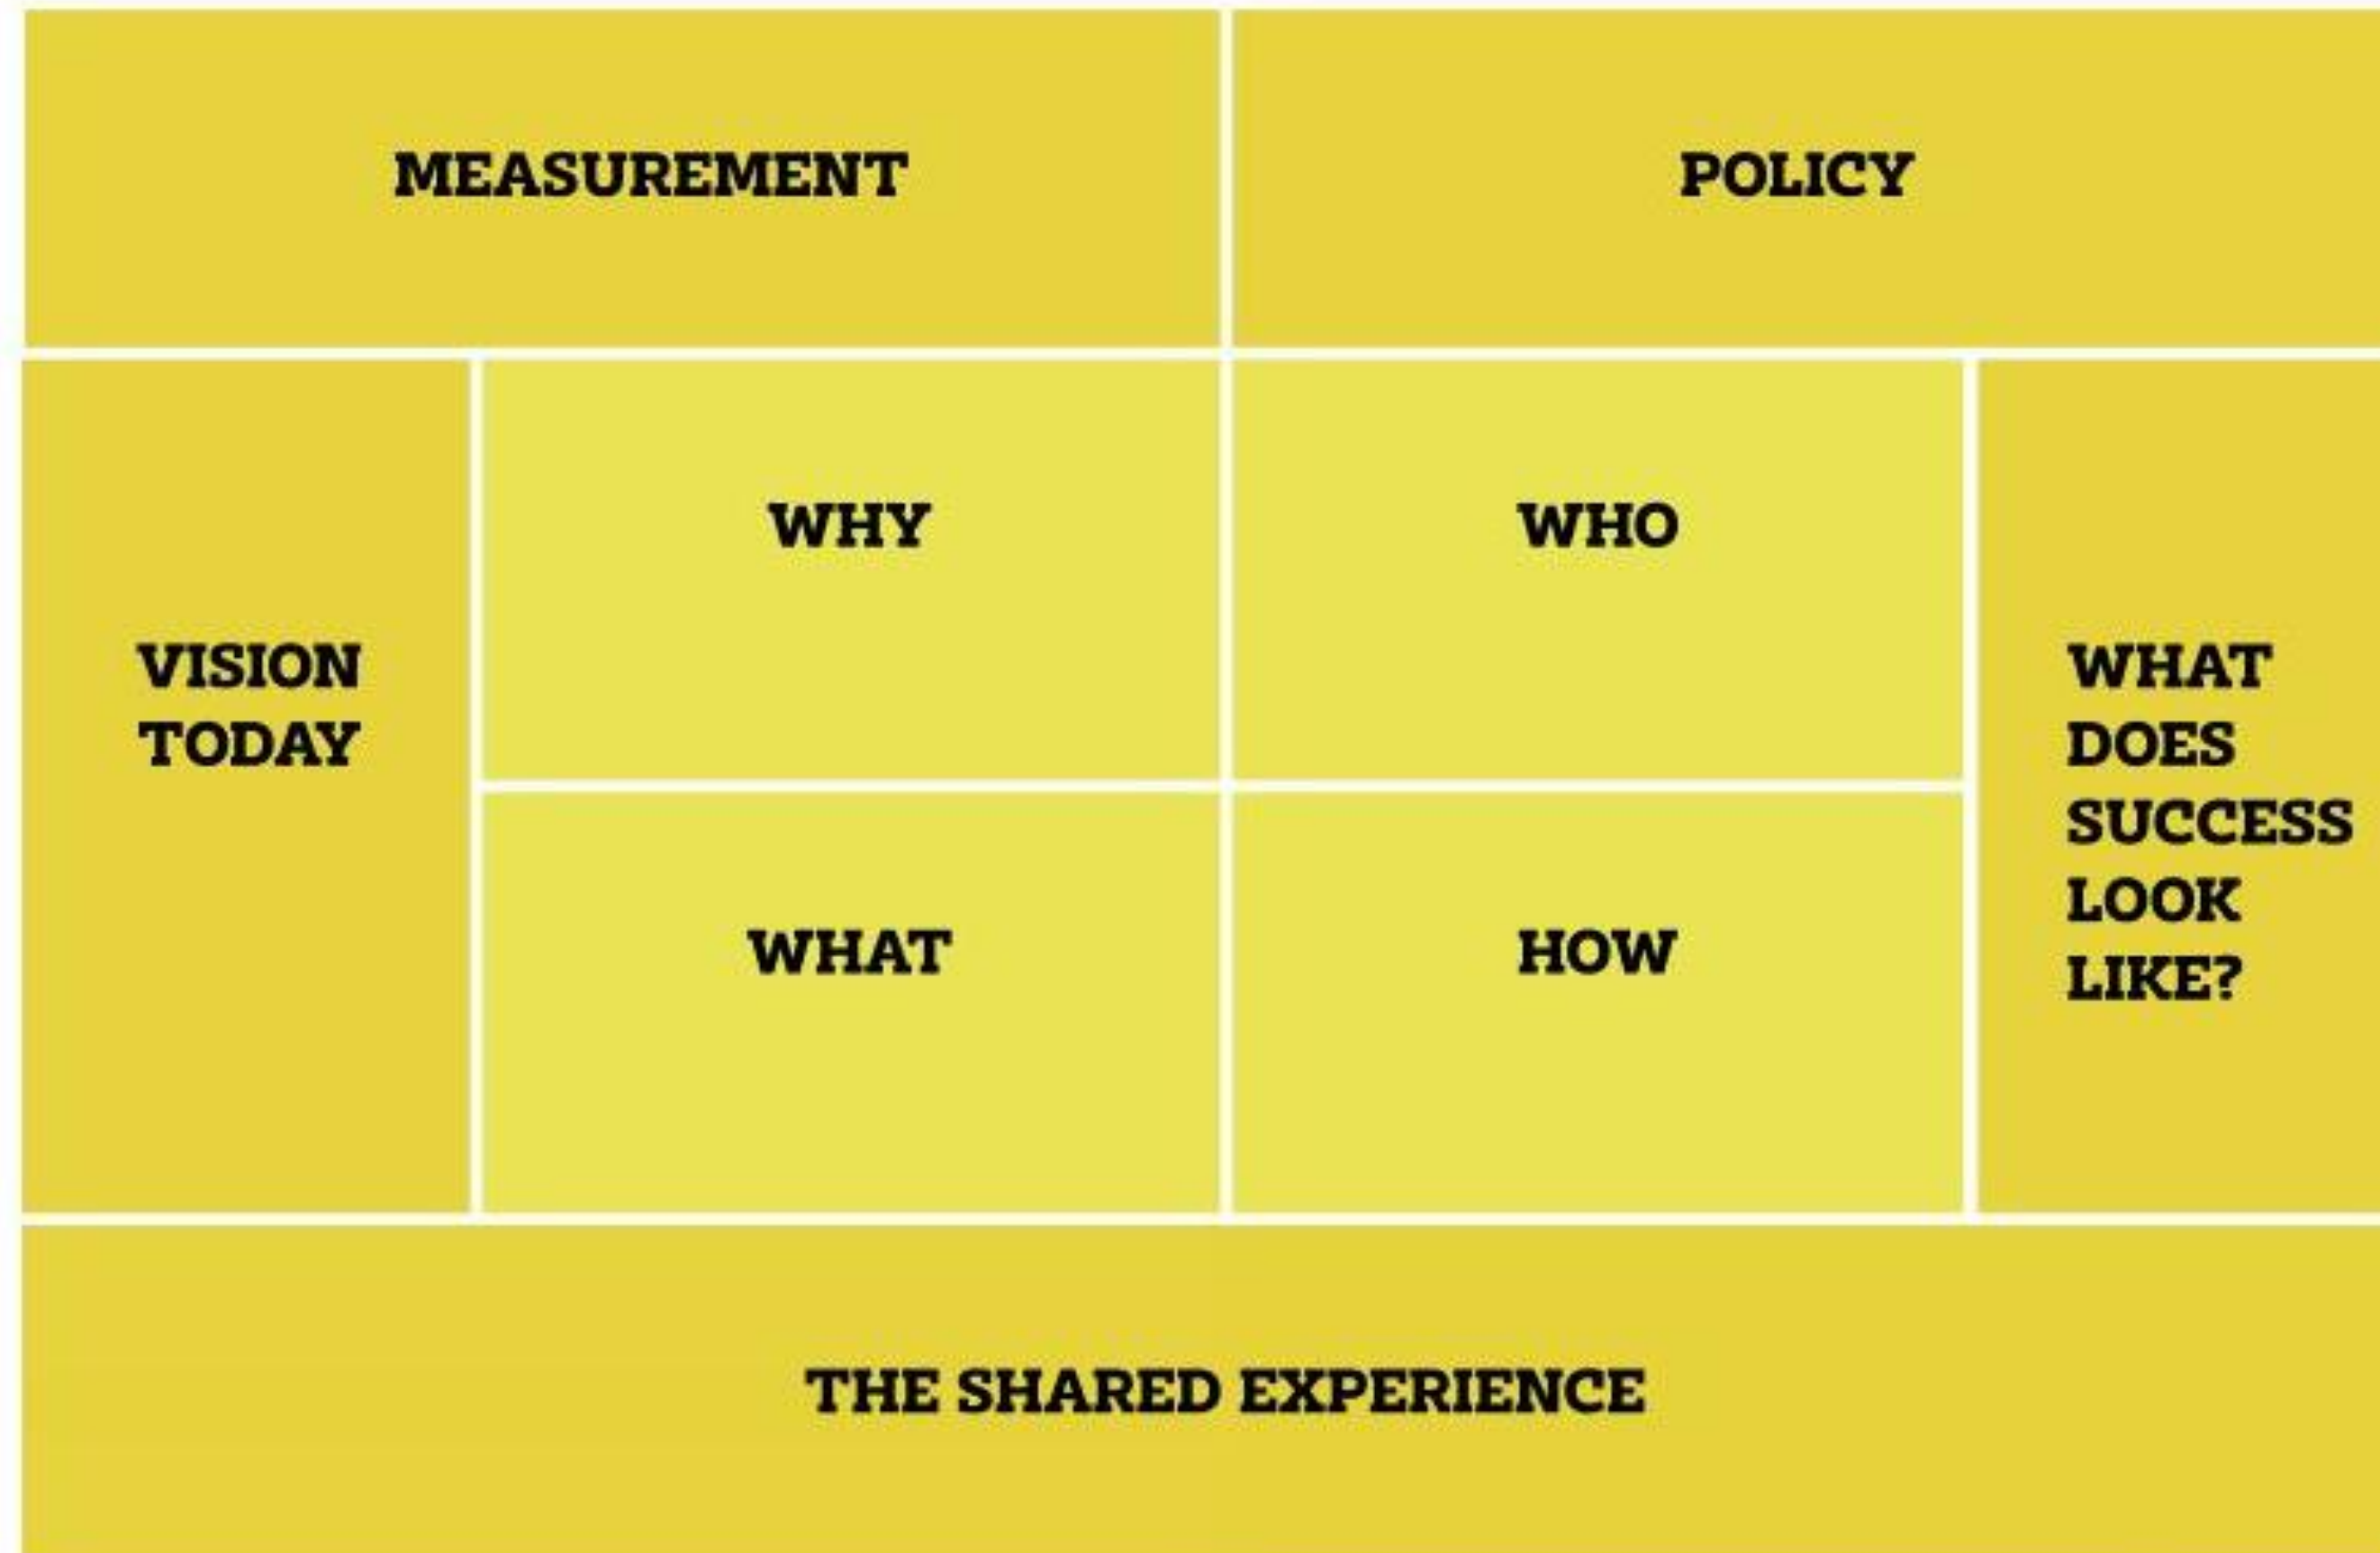 MEASUREMENT
POLICY
VISION
TODAY
WHY
WHO
WHAT
HOW
WHAT
DOES
SUCCESS
LOOK
LIKE?
THE SHARED EXPERIENCE